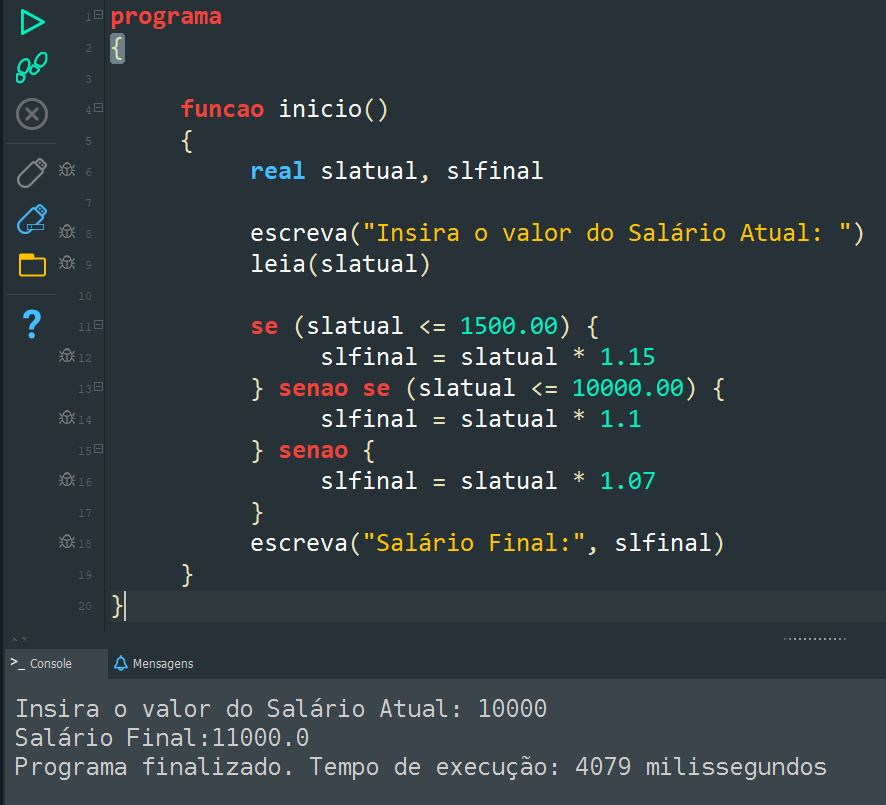 1 programa
2 {
3
4 funcao inicio()
5 {
6 real slatual, slfinal
7
8 escreva("Insira o valor do Salário Atual: ")
9 leia(slatual)
10
11 se (slatual <= 1500.00) {
12 slfinal = slatual * 1.15
13 } senao se (slatual <= 10000.00) {
14 slfinal = slatual * 1.1
15 } senao {
16 slfinal = slatual * 1.07
17 }
18 escreva("Salário Final:", slfinal)
19 }
20 }
>_ Console Mensagens
Insira o valor do Salário Atual: 10000
Salário Final:11000.0
Programa finalizado. Tempo de execução: 4079 milissegundos